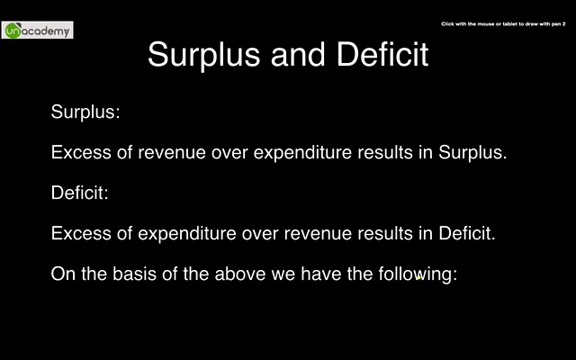 unacademy
Click with the mouse or tablet to draw with pen 2
Surplus and Deficit
Surplus:
Excess of revenue over expenditure results in Surplus.
Deficit:
Excess of expenditure over revenue results in Deficit.
On the basis of the above we have the following: